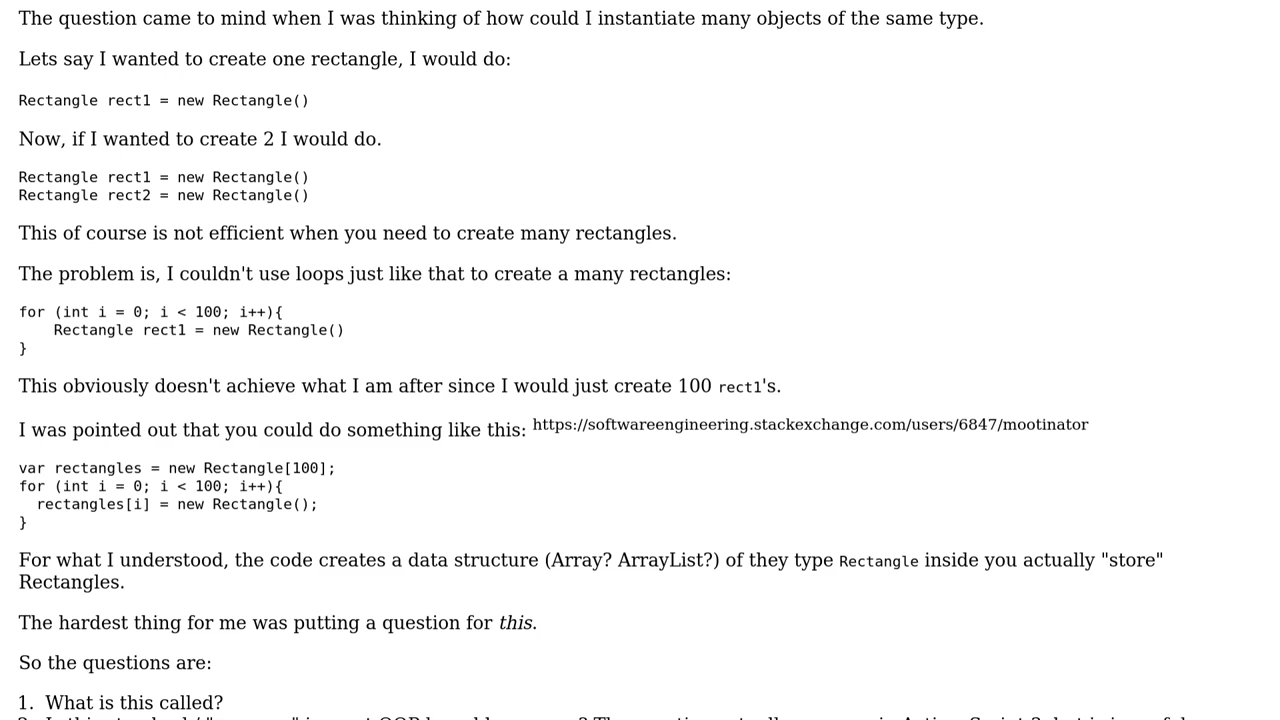 The question came to mind when I was thinking of how could I instantiate many objects of the same type.
Lets say I wanted to create one rectangle, I would do:
Rectangle rect1 = new Rectangle()
Now, if I wanted to create 2 I would do.
Rectangle rect1 = new Rectangle()
Rectangle rect2 = new Rectangle()
This of course is not efficient when you need to create many rectangles.
The problem is, I couldn't use loops just like that to create a many rectangles:
for (int i = 0; i < 100; i++){
    Rectangle rect1 = new Rectangle()
}
This obviously doesn't achieve what I am after since I would just create 100 rect1's.
I was pointed out that you could do something like this: https://softwareengineering.stackexchange.com/users/6847/mootinator
var rectangles = new Rectangle[100];
for (int i = 0; i < 100; i++){
  rectangles[i] = new Rectangle();
}
For what I understood, the code creates a data structure (Array? ArrayList?) of they type Rectangle inside you actually "store"
Rectangles.
The hardest thing for me was putting a question for this.
So the questions are:
1. What is this called?